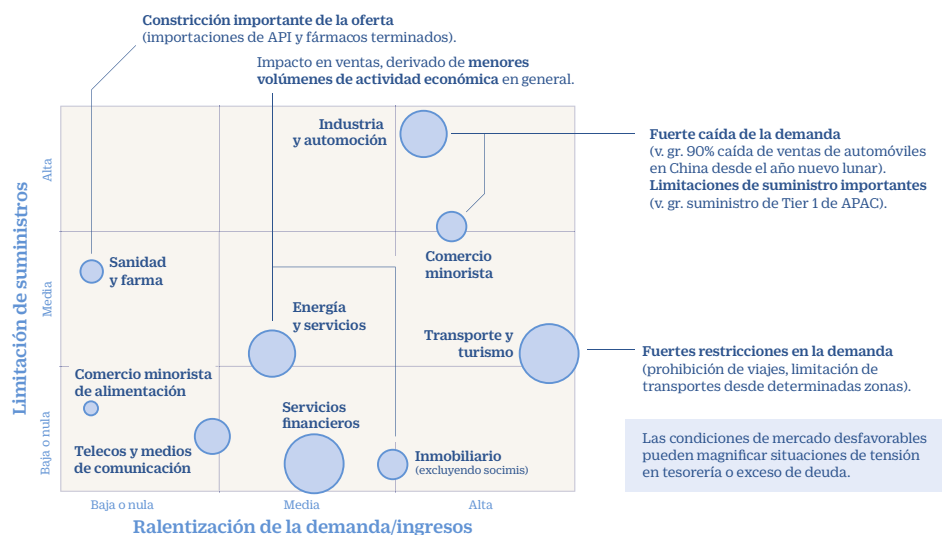 Constricción importante de la oferta
(importaciones de API y fármacos terminados).
Impacto en ventas, derivado de menores
volúmenes de actividad económica en general.
Industria
y automoción
Fuerte caída de la demanda
(v. gr. 90% caída de ventas de automóviles
en China desde el año nuevo lunar).
Limitaciones de suministro importantes
(v. gr. suministro de Tier 1 de APAC).
Limitación de suministros
Alta
Media
Baja o nula
Comercio
minorista
Sanidad
y farma
Energía
y servicios
Transporte y
turismo
Fuertes restricciones en la demanda
(prohibición de viajes, limitación de
transportes desde determinadas zonas).
Comercio minorista
de alimentación
Servicios
financieros
Telecos y medios
de comunicación
Inmobiliario
(excluyendo socimis)
Las condiciones de mercado desfavorables
pueden magnificar situaciones de tensión
en tesorería o exceso de deuda.
Baja o nula
Media
Alta
Ralentización de la demanda/ingresos